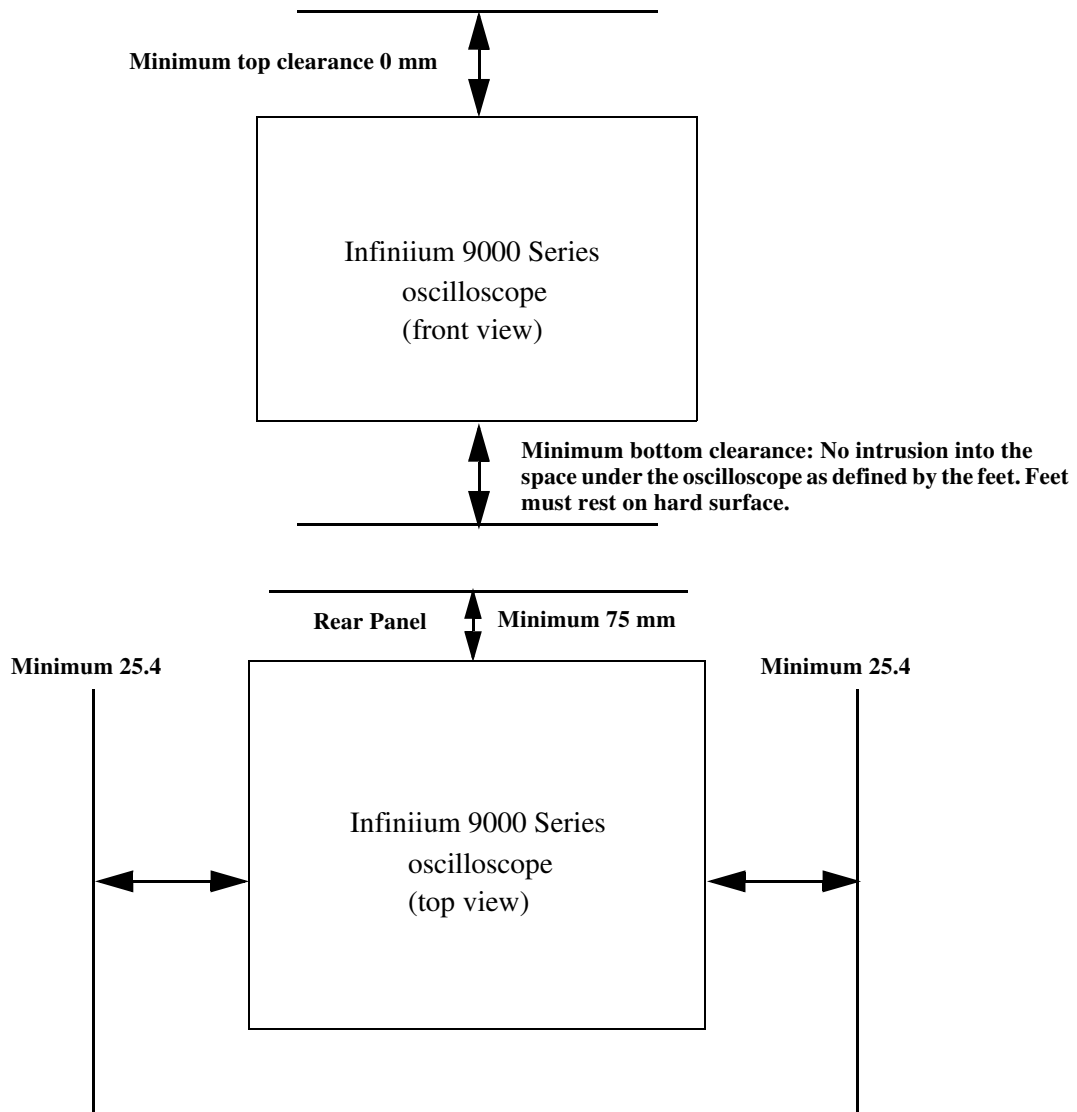 Minimum top clearance 0 mm
Infiniium 9000 Series
oscilloscope
(front view)
Minimum bottom clearance: No intrusion into the
space under the oscilloscope as defined by the feet. Feet
must rest on hard surface.
Rear Panel
Minimum 75 mm
Minimum 25.4
Minimum 25.4
Infiniium 9000 Series
oscilloscope
(top view)